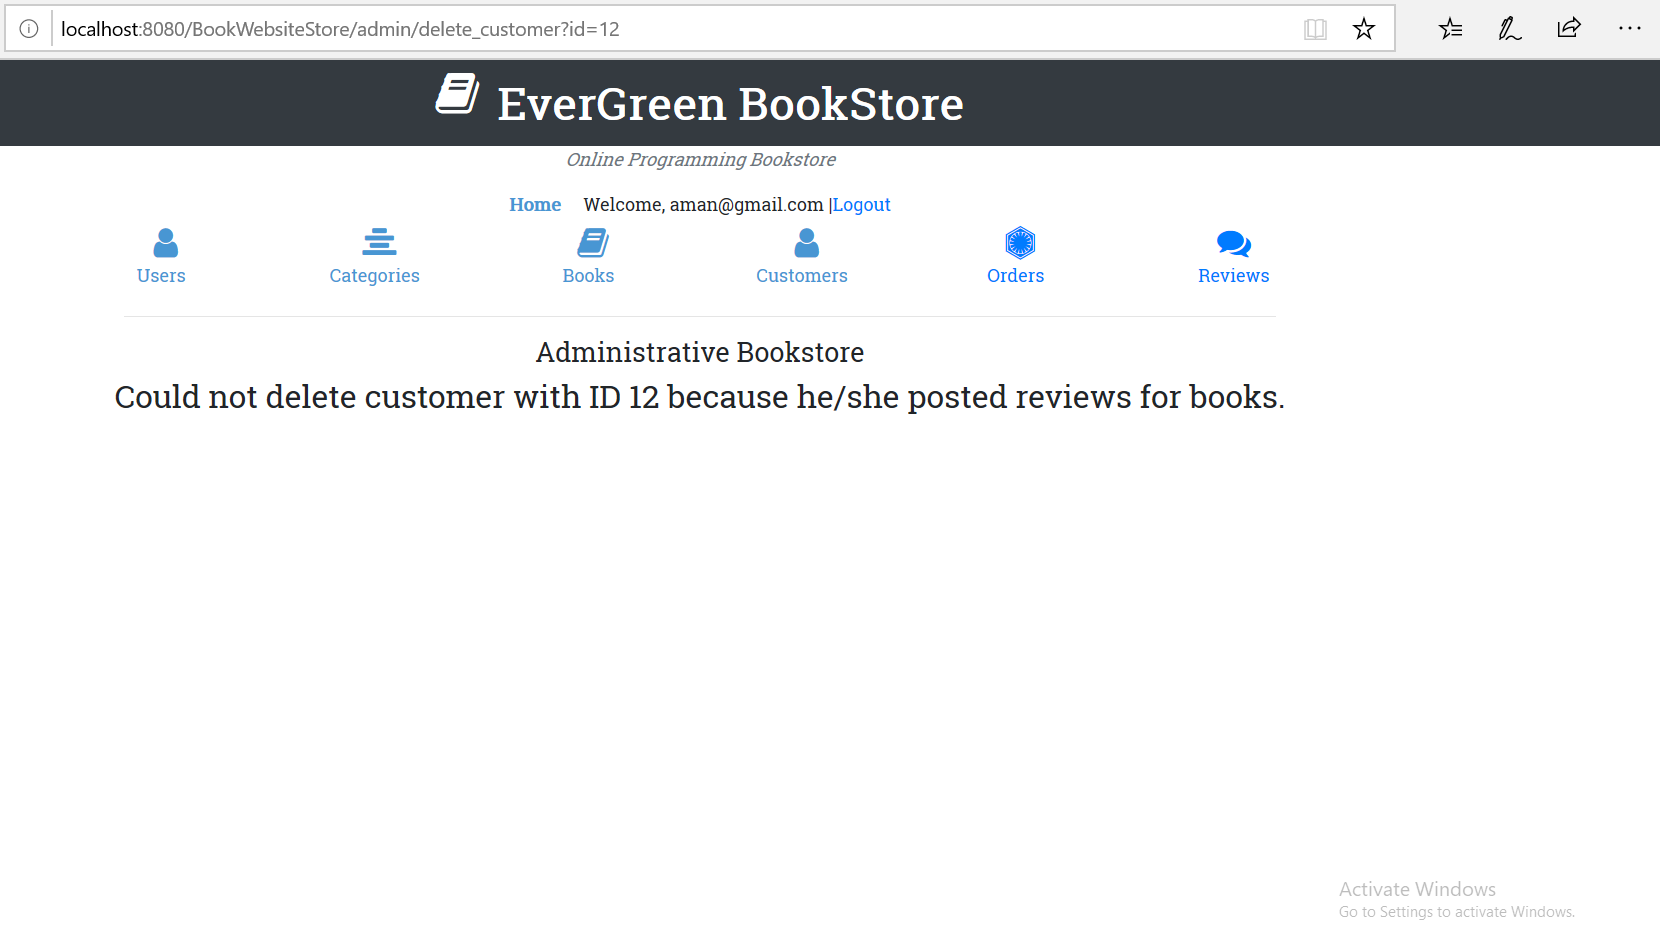 localhost:8080/BookWebsiteStore/admin/delete_customer?id=12
EverGreen BookStore
Online Programming Bookstore
Home Welcome, aman@gmail.com |Logout
Users Categories Books Customers Orders Reviews
Administrative Bookstore
Could not delete customer with ID 12 because he/she posted reviews for books.
Activate Windows
Go to Settings to activate Windows.